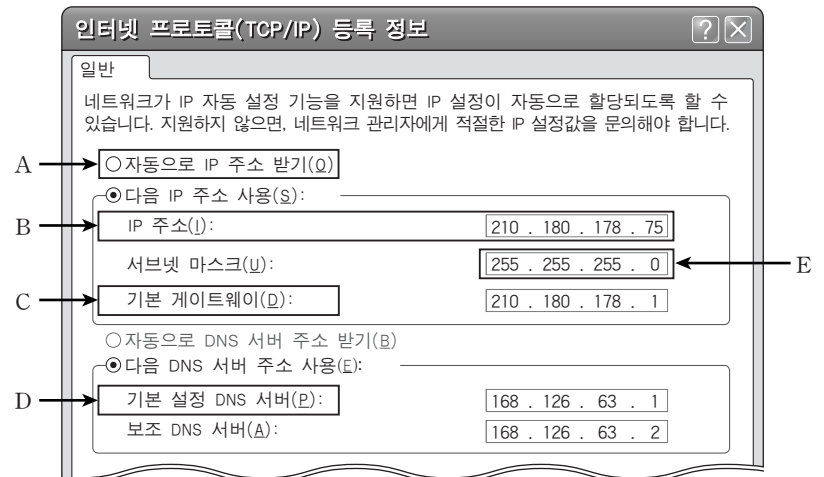 인터넷 프로토콜(TCP/IP) 등록 정보
일반
네트워크가 IP 자동 설정 기능을 지원하면 IP 설정이 자동으로 할당되도록 할 수
있습니다. 지원하지 않으면, 네트워크 관리자에게 적절한 IP 설정값을 문의해야 합니다.
A 자동으로 IP 주소 받기(O)
다음 IP 주소 사용(S):
B IP 주소(I): 210 . 180 . 178 . 75
서브넷 마스크(U): 255 . 255 . 255 . 0 E
C 기본 게이트웨이(D): 210 . 180 . 178 . 1
자동으로 DNS 서버 주소 받기(B)
다음 DNS 서버 주소 사용(E):
D 기본 설정 DNS 서버(P): 168 . 126 . 63 . 1
보조 DNS 서버(A): 168 . 126 . 63 . 2